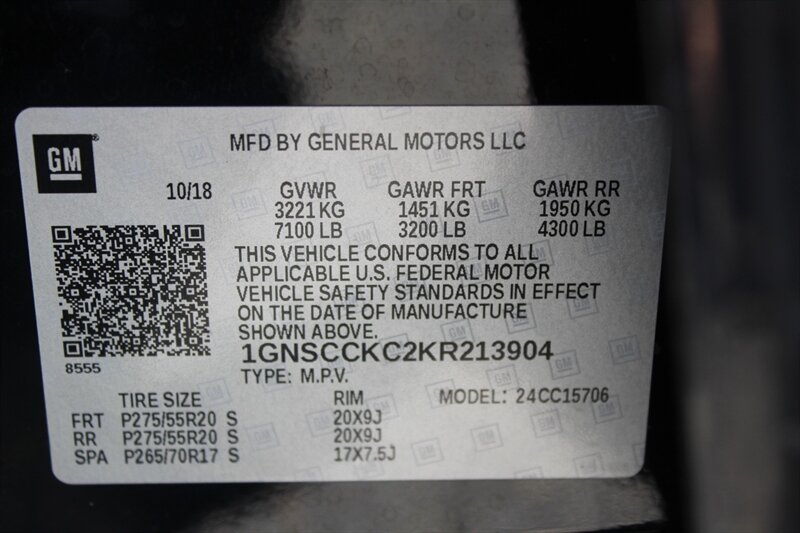 GM
MFD BY GENERAL MOTORS LLC
10/18 GVWR GAWR FRT GAWR RR
3221 KG 1451 KG 1950 KG
7100 LB 3200 LB 4300 LB
THIS VEHICLE CONFORMS TO ALL
APPLICABLE U.S. FEDERAL MOTOR
VEHICLE SAFETY STANDARDS IN EFFECT
ON THE DATE OF MANUFACTURE
SHOWN ABOVE.
8555
1GNSCCKC2KR213904
TYPE: M.P.V. MODEL: 24CC15706
TIRE SIZE RIM
FRT P275/55R20 S 20X9J
RR P275/55R20 S 20X9J
SPA P265/70R17 S 17X7.5J